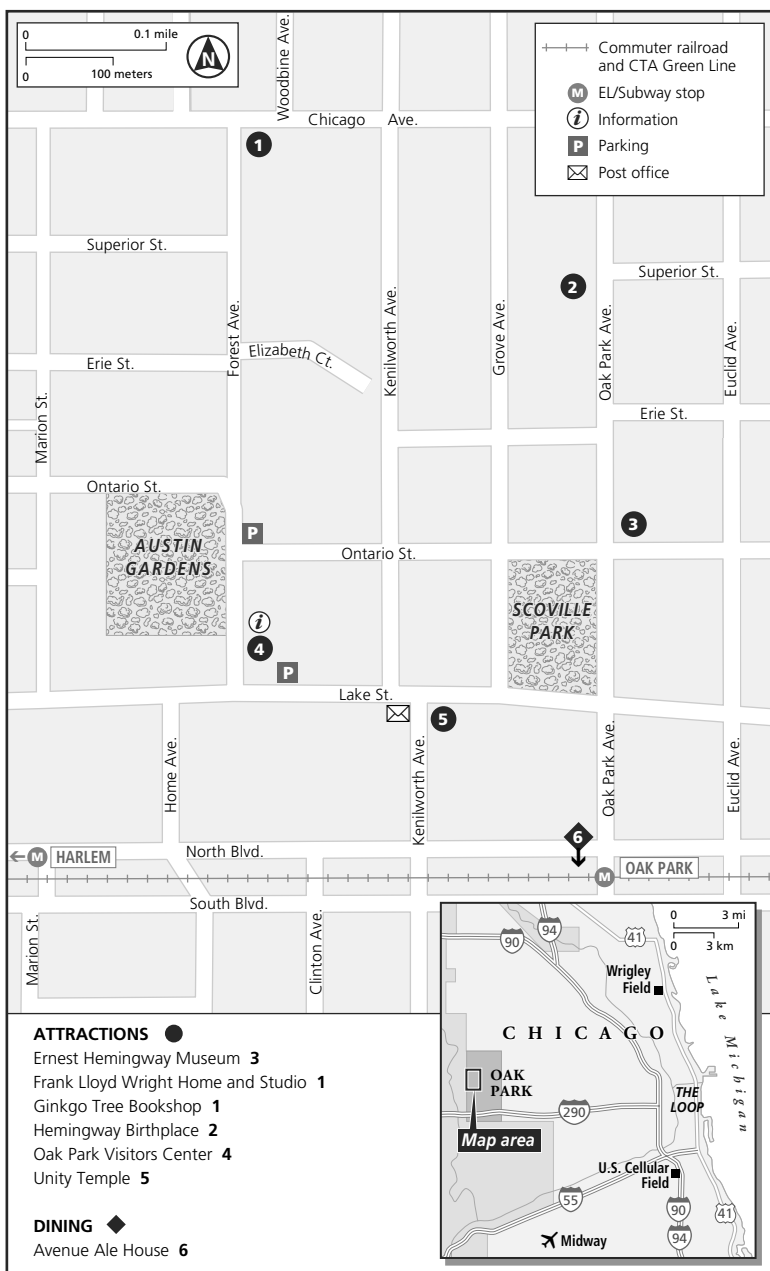 0 0.1 mile
0 100 meters
N
Woodbine Ave.
Commuter railroad
and CTA Green Line
M EL/Subway stop
i Information
P Parking
Post office
Chicago Ave.
1
Superior St.
Superior St.
2
Forest Ave.
Kenilworth Ave.
Grove Ave.
Oak Park Ave.
Euclid Ave.
Elizabeth Ct.
Erie St.
Marion St.
Erie St.
Ontario St.
3
P
AUSTIN
GARDENS
Ontario St.
SCOVILLE
PARK
i
4
P
Lake St.
5
Home Ave.
Kenilworth Ave.
Oak Park Ave.
Euclid Ave.
6
M HARLEM
North Blvd.
M OAK PARK
South Blvd.
Marion St.
Clinton Ave.
0 3 mi
0 3 km
94
90
41
Wrigley
Field
Lake Michigan
CHICAGO
OAK
PARK
THE
LOOP
290
Map area
U.S. Cellular
Field
55
90
41
94
Midway
ATTRACTIONS
Ernest Hemingway Museum 3
Frank Lloyd Wright Home and Studio 1
Ginkgo Tree Bookshop 1
Hemingway Birthplace 2
Oak Park Visitors Center 4
Unity Temple 5
DINING
Avenue Ale House 6